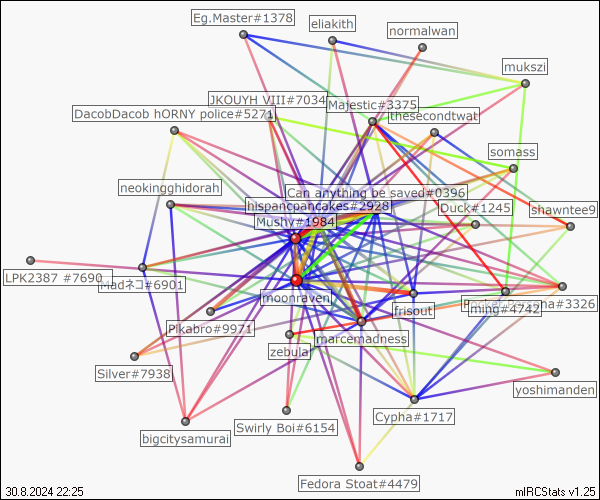 Eg.Master#1378
eliakith
normalwan
mukszi
JKOUYH VIII#7034
Majestic#3375
DacobDacob hORNY police#5271
thesecondtwat
somass
neokingghidorah
Can anything be saved#0396
hispancpancakes#2928
Duck#1245
shawntee9
Mushy#1984
LPK2387 #7690
Madネコ#6901
moonraven
frisout
#3326
ming#4742
Pikabro#9971
marcemadness
zebular
Silver#7938
yoshimanden
Cypha#1717
Swirly Boi#6154
bigcitysamurai
Fedora Stoat#4479
30.8.2024 22:25
mIRCStats v1.25